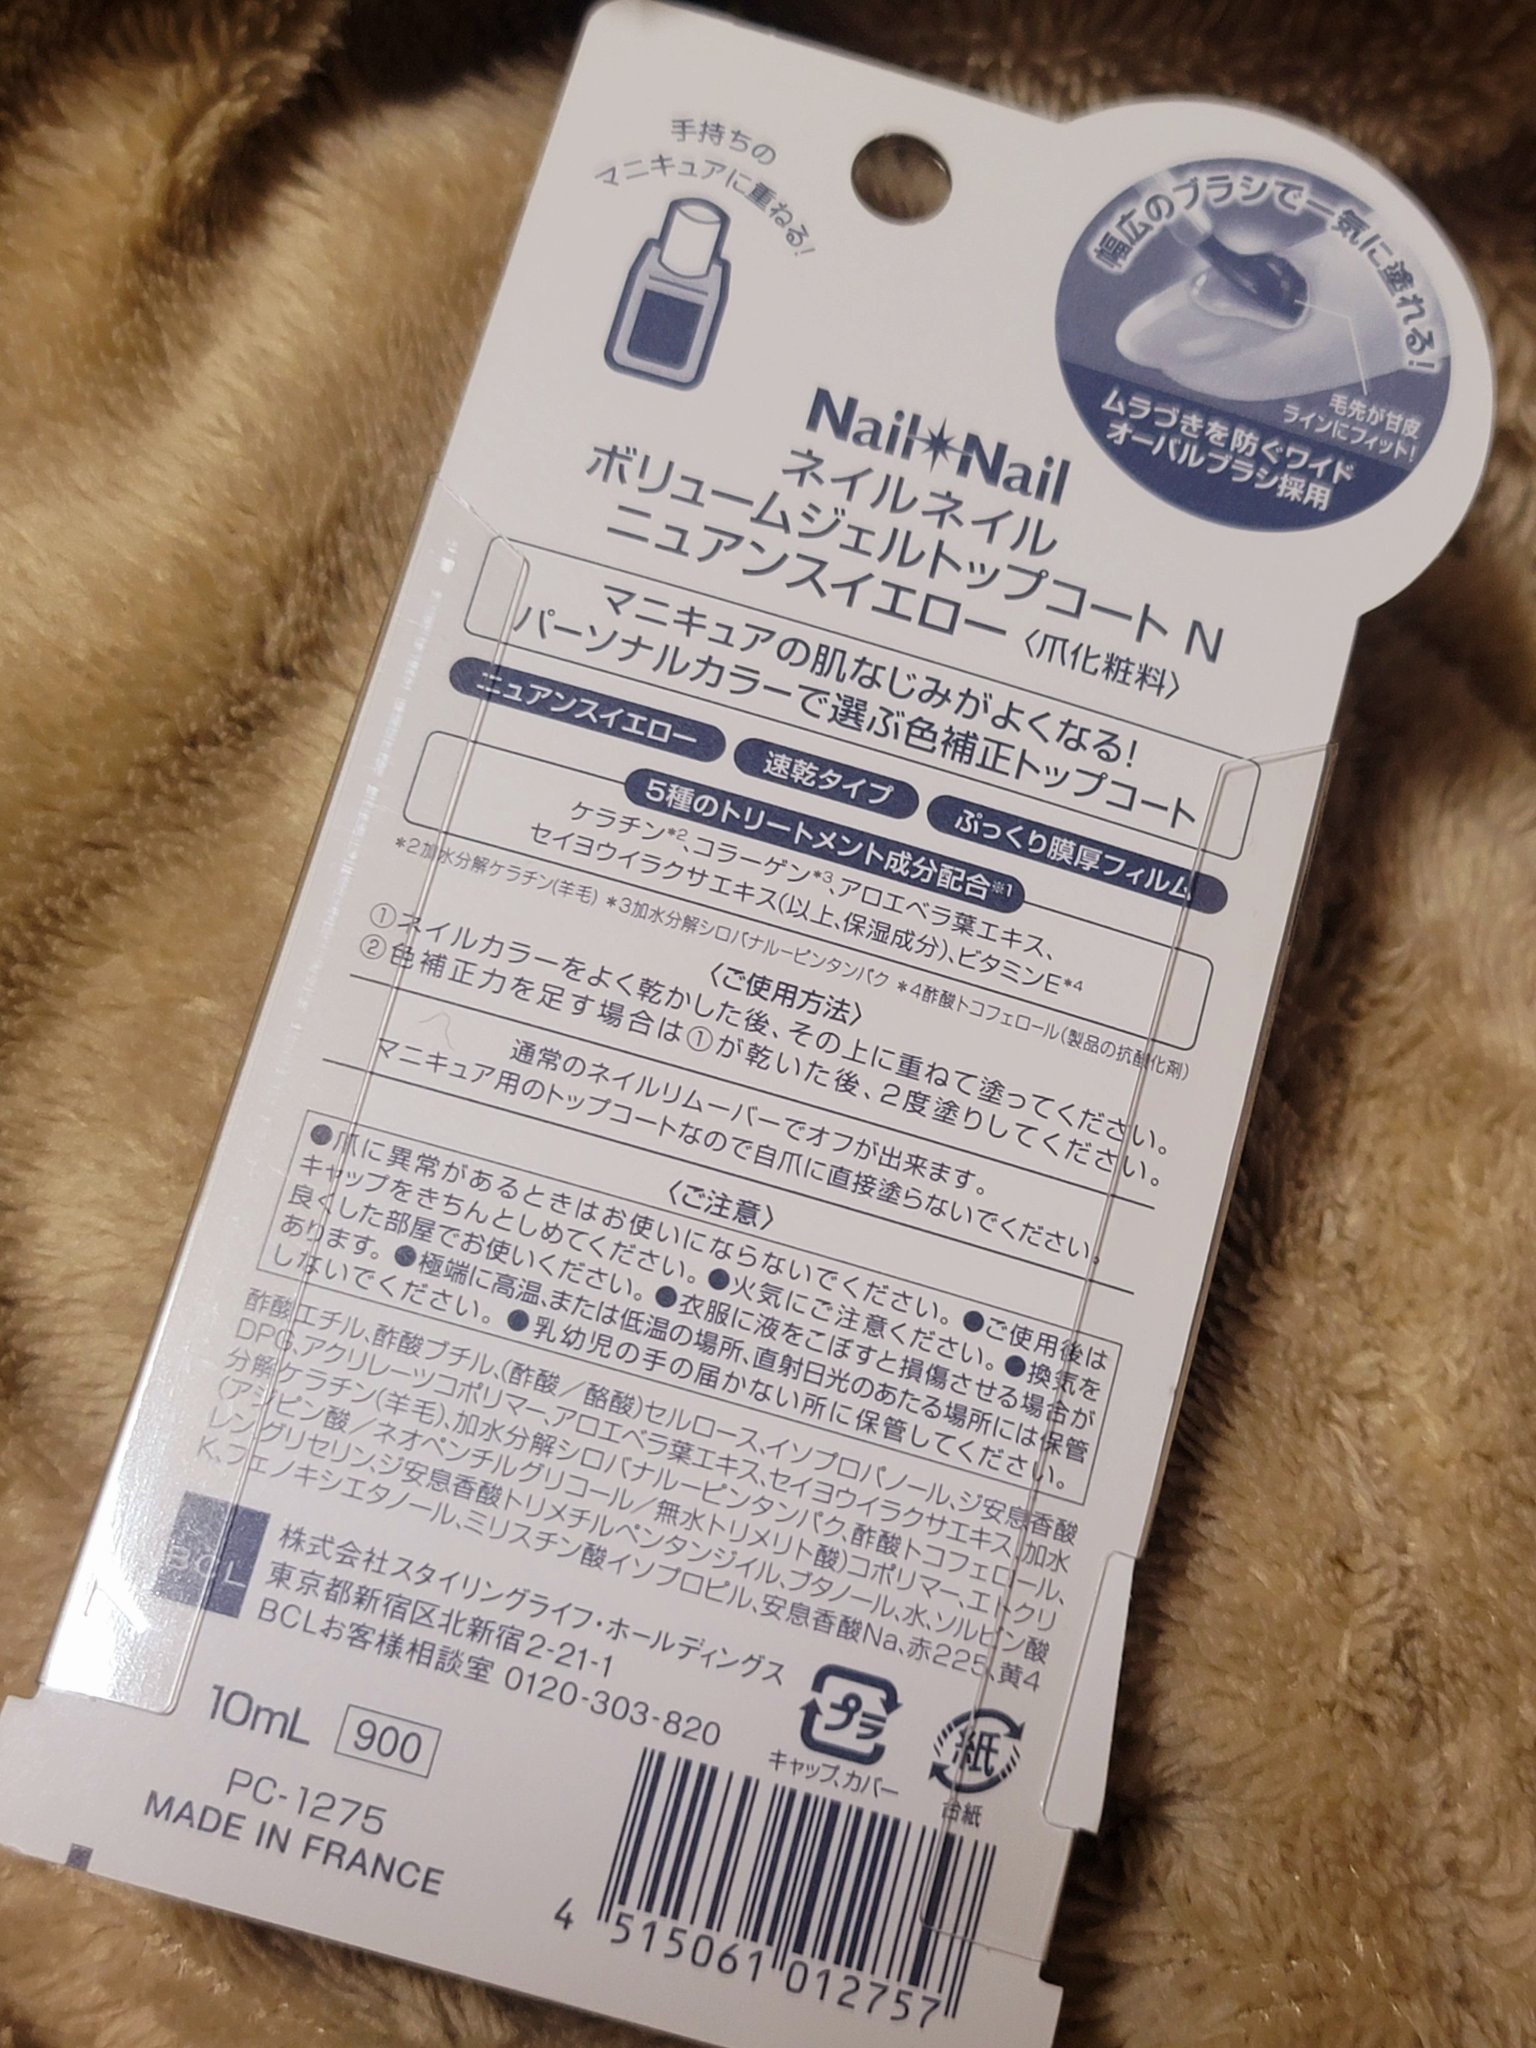 手持ちの
マニキュアに重ねる!
幅広のブラシで一気に塗れる!
毛先が甘皮
ラインにフィット!
ムラづきを防ぐワイド
オーバルブラシ採用
Nail Nail
ネイルネイル
ボリュームジェルトップコート N
ニュアンスイエロー〈爪化粧料〉
マニキュアの肌なじみがよくなる!
パーソナルカラーで選ぶ色補正トップコート
ニュアンスイエロー 速乾タイプ ぷっくり膜厚フィルム
5種のトリートメント成分配合※1
ケラチン*2、コラーゲン*3、アロエベラ葉エキス、
セイヨウイラクサエキス(以上、保湿成分)、ビタミンE*4
*2加水分解ケラチン(羊毛) *3加水分解シロバナルーピンタンパク *4酢酸トコフェロール(製品の抗酸化剤)
〈ご使用方法〉
①ネイルカラーをよく乾かした後、その上に重ねて塗ってください。
②色補正力を足す場合は①が乾いた後、2度塗りしてください。
通常のネイルリムーバーでオフが出来ます。
マニキュア用のトップコートなので自爪に直接塗らないでください。
〈ご注意〉
●爪に異常があるときはお使いにならないでください。●ご使用後は
キャップをきちんとしめてください。●火気にご注意ください。●換気を
良くした部屋でお使いください。●衣服に液をこぼすと損傷させる場合が
あります。●極端に高温、または低温の場所、直射日光のあたる場所には保管
しないでください。●乳幼児の手の届かない所に保管してください。
酢酸エチル、酢酸ブチル、(酢酸/酪酸)セルロース、イソプロパノール、ジ安息香酸
DPG、アクリレーツコポリマー、アロエベラ葉エキス、セイヨウイラクサエキス、加水
分解ケラチン(羊毛)、加水分解シロバナルーピンタンパク、酢酸トコフェロール、
(アジピン酸/ネオペンチルグリコール/無水トリメリト酸)コポリマー、エトクリ
レン、グリセリン、ジ安息香酸トリメチルペンタンジイル、ブタノール、水、ソルビン酸
K、フェノキシエタノール、ミリスチン酸イソプロピル、安息香酸Na、赤225、黄4
BCL
株式会社スタイリングライフ・ホールディングス
東京都新宿区北新宿2-21-1
BCLお客様相談室 0120-303-820
10mL 900
プラ
キャップ、カバー
紙
台紙
PC-1275
MADE IN FRANCE
4 515061 012757